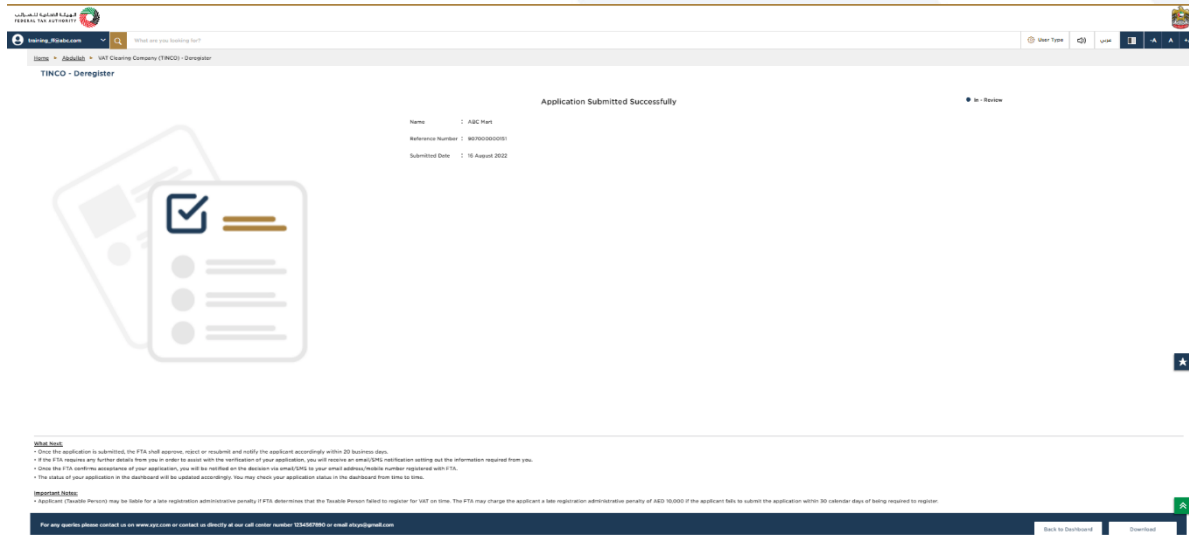 الهيئة الاتحادية للضرائب
FEDERAL TAX AUTHORITY
training_R@abc.com
What are you looking for?
User Type
عربي
-A
A
Home ► Abdullah ► VAT Clearing Company (TINCO) - Deregister
TINCO - Deregister
Application Submitted Successfully
In - Review
Name : ABC Mart
Reference Number : 607000000151
Submitted Date : 16 August 2022
What Next:
• Once the application is submitted, the FTA shall approve, reject or resubmit and notify the applicant accordingly within 20 business days.
• If the FTA requires any further details from you in order to assist with the verification of your application, you will receive an email/SMS notification setting out the information required from you.
• Once the FTA confirms acceptance of your application, you will be notified on the decision via email/SMS to your email address/mobile number registered with FTA.
• The status of your application in the dashboard will be updated accordingly. You may check your application status in the dashboard from time to time.
Important Notes:
• Applicant (Taxable Person) may be liable for a late registration administrative penalty if FTA determines that the Taxable Person failed to register for VAT on time. The FTA may charge the applicant a late registration administrative penalty of AED 10,000 if the applicant fails to submit the application within 30 calendar days of being required to register.
For any queries please contact us on www.xyz.com or contact us directly at our call center number 1234567890 or email atsys@gmail.com
Back to Dashboard
Download